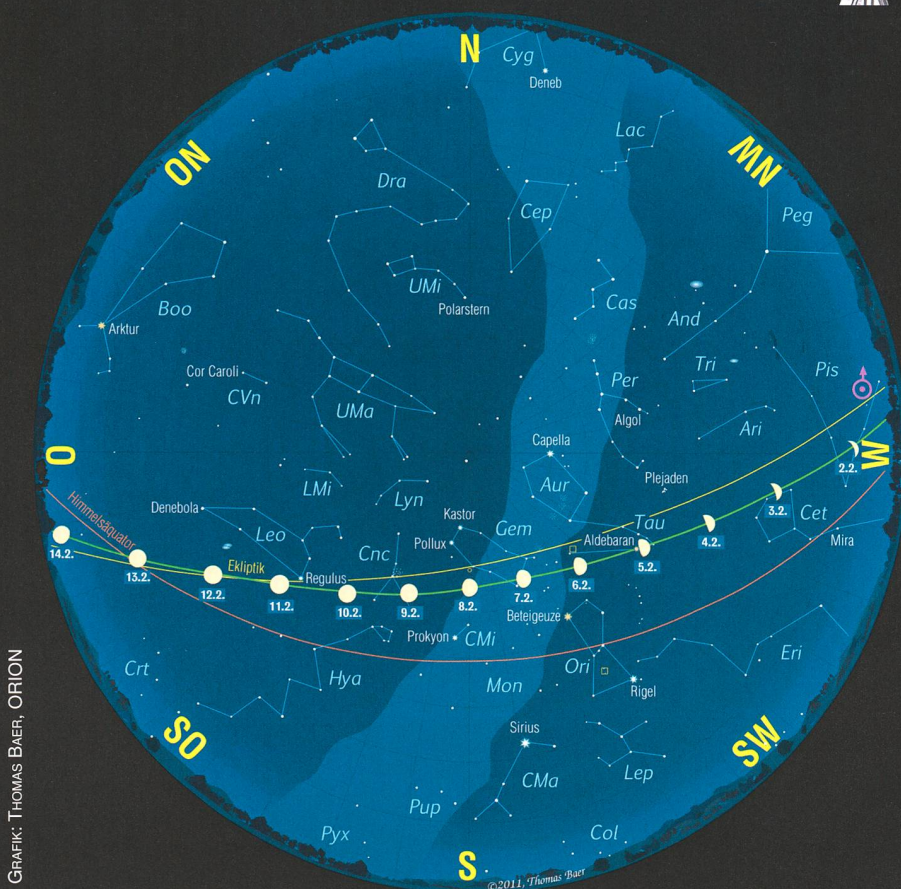 N
Cyg
Deneb
Lac
NO
NW
Dra
Cep
Peg
UMi
Polarstern
Boo
Arktur
Cas
And
Cor Caroli
CVn
UMa
Tri
Per
Pis
Algol
Ari
Capella
O
W
2.2.
LMi
Lyn
Aur
Plejaden
3.2.
Himmelsäquator
Denebola
Kastor
Gem
Tau
4.2.
Cet
Mira
Leo
Pollux
Aldebaran
14.2.
Cnc
5.2.
Ekliptik
Regulus
13.2.
12.2.
11.2.
10.2.
9.2.
8.2.
7.2.
6.2.
Beteigeuze
Prokyon
CMi
Crt
Hya
Mon
Ori
Rigel
Eri
SO
Sirius
SW
CMa
Lep
Pup
Pyx
Col
S
©2011, Thomas Baer
GRAFIK: THOMAS BAER, ORION